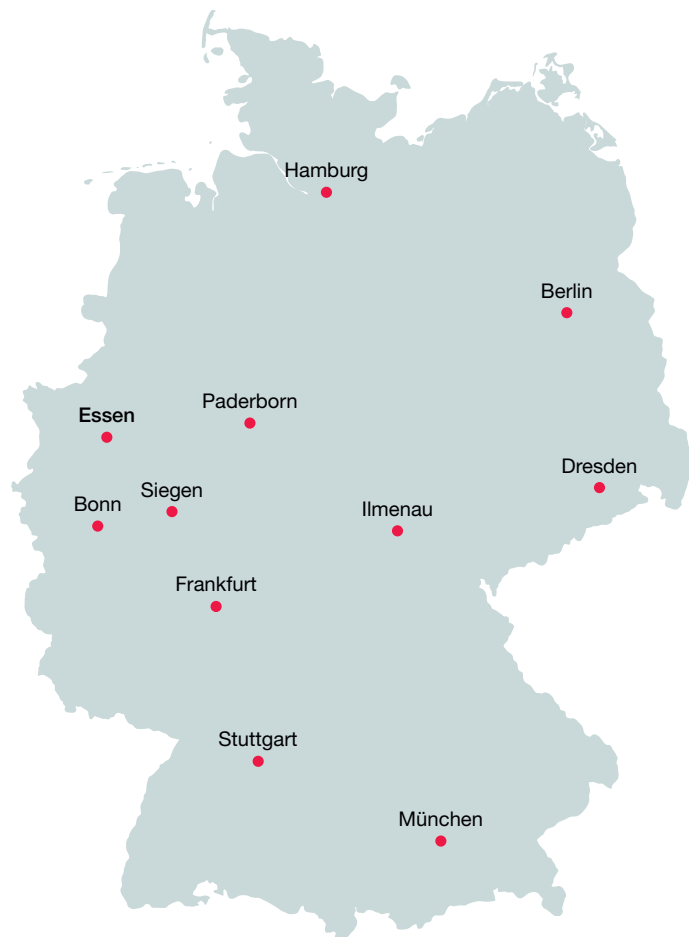 Hamburg
Berlin
Paderborn
Essen
Dresden
Siegen
Bonn
Ilmenau
Frankfurt
Stuttgart
München